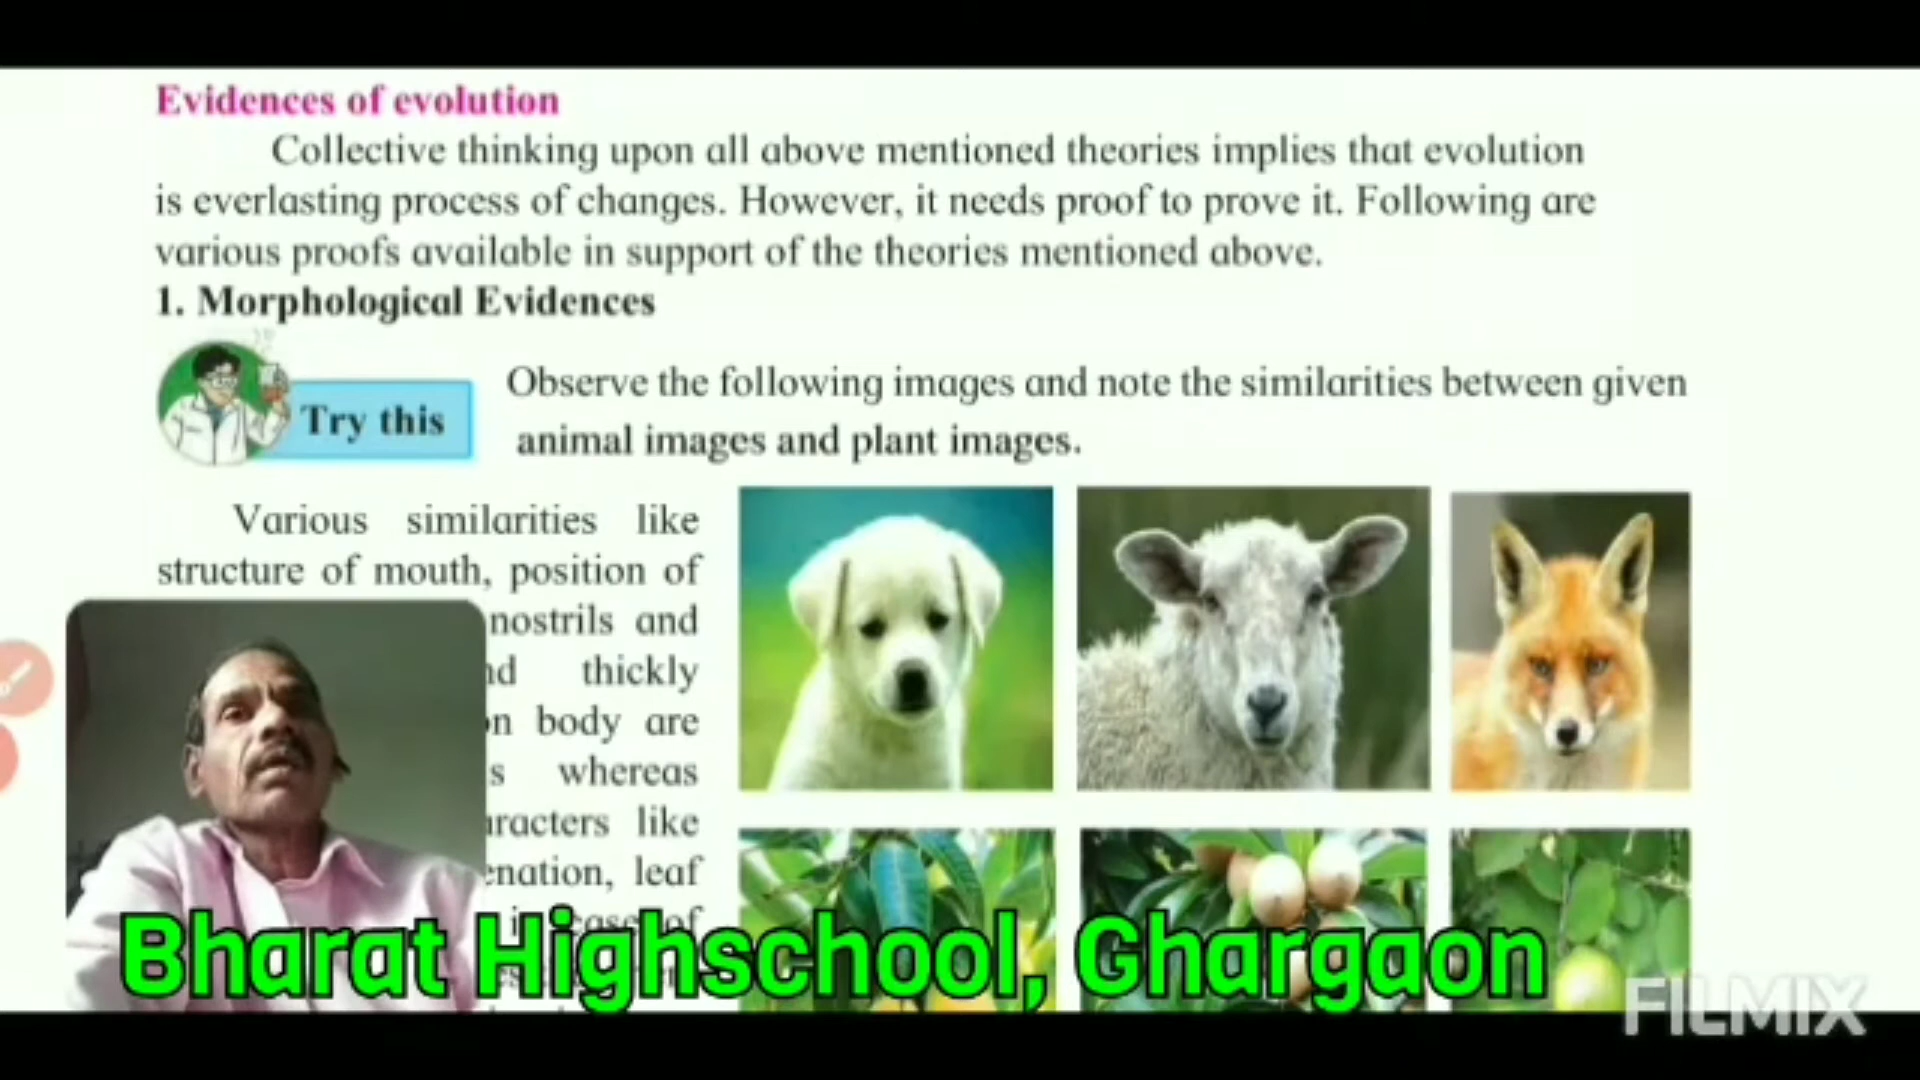 Evidences of evolution
Collective thinking upon all above mentioned theories implies that evolution
is everlasting process of changes. However, it needs proof to prove it. Following are
various proofs available in support of the theories mentioned above.
1. Morphological Evidences
Try this
Observe the following images and note the similarities between given
animal images and plant images.
Various similarities like
structure of mouth, position of
nostrils and
thickly
body are
whereas
like
leaf
of
Bharat Highschool, Ghargaon
FILMIX